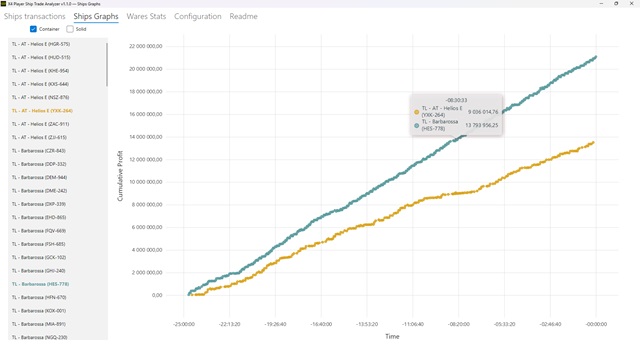 X4 Player Ship Trade Analyzer v.1.1.0 — Ships Graphs
Ships transactions Ships Graphs Wares Stats Configuration Readme
Container Solid
TL - AT - Helios E (HGR-575)
TL - AT - Helios E (HUD-515)
TL - AT - Helios E (KHE-954)
TL - AT - Helios E (KXS-644)
TL - AT - Helios E (NSZ-876)
TL - AT - Helios E (YXK-264)
TL - AT - Helios E (ZAC-911)
TL - AT - Helios E (ZJJ-615)
TL - Barbarossa (CZR-843)
TL - Barbarossa (DDP-332)
TL - Barbarossa (DEM-944)
TL - Barbarossa (DME-242)
TL - Barbarossa (DXP-339)
TL - Barbarossa (EHD-863)
TL - Barbarossa (FQV-669)
TL - Barbarossa (FSH-685)
TL - Barbarossa (GCK-102)
TL - Barbarossa (GHJ-240)
TL - Barbarossa (HES-778)
TL - Barbarossa (HFN-670)
TL - Barbarossa (KOX-001)
TL - Barbarossa (MJA-891)
TL - Barbarossa (NGQ-230)
Cumulative Profit
22 000 000,00
20 000 000,00
18 000 000,00
16 000 000,00
14 000 000,00
12 000 000,00
10 000 000,00
8 000 000,00
6 000 000,00
4 000 000,00
2 000 000,00
0,00
-08:30:33
TL - AT - Helios E
(YXK-264) 9 036 014,76
TL - Barbarossa
(HES-778) 13 793 956,25
-25:00:00 -22:13:20 -19:26:40 -16:40:00 -13:53:20 -11:06:40 -08:20:00 -05:33:20 -02:46:40 -00:00:00
Time